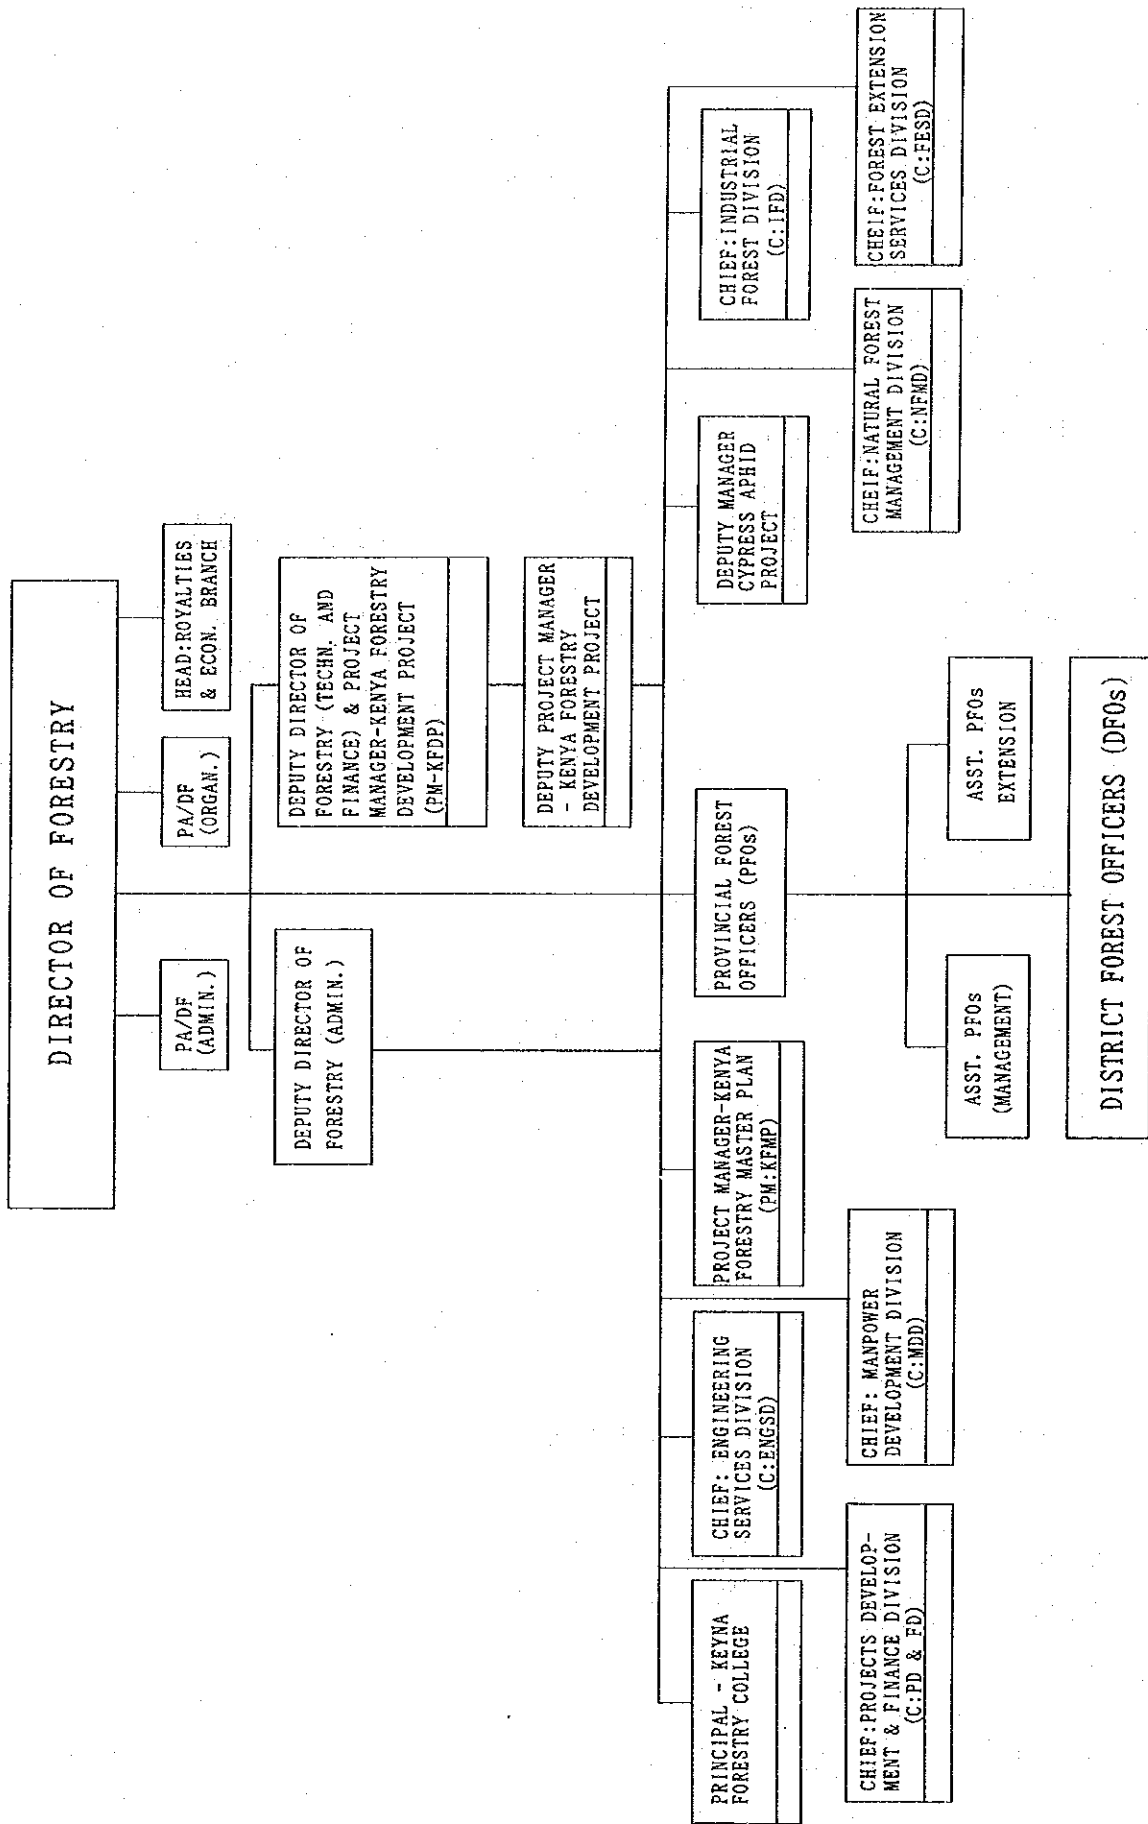 DIRECTOR OF FORESTRY
PA/DF
(ADMIN.)
PA/DF
(ORGAN.)
HEAD:ROYALTIES
& ECON. BRANCH
DEPUTY DIRECTOR OF
FORESTRY (ADMIN.)
DEPUTY DIRECTOR OF
FORESTRY (TECHN. AND
FINANCE) & PROJECT
MANAGER-KENYA FORESTRY
DEVELOPMENT PROJECT
(PM-KFDP)
DEPUTY PROJECT MANAGER
- KENYA FORESTRY
DEVELOPMENT PROJECT
PRINCIPAL - KEYNA
FORESTRY COLLEGE
CHIEF: ENGINEERING
SERVICES DIVISION
(C:ENGSD)
PROJECT MANAGER-KENYA
FORESTRY MASTER PLAN
(PM:KFMP)
PROVINCIAL FOREST
OFFICERS (PFOs)
DEPUTY MANAGER
CYPRESS APHID
PROJECT
CHIEF:INDUSTRIAL
FOREST DIVISION
(C:IFD)
CHIEF:PROJECTS DEVELOP-
MENT & FINANCE DIVISION
(C:PD & FD)
CHIEF: MANPOWER
DEVELOPMENT DIVISION
(C:MDD)
CHEIF:NATURAL FOREST
MANAGEMENT DIVISION
(C:NFMD)
CHEIF:FOREST EXTENSION
SERVICES DIVISION
(C:FESD)
ASST. PFOs
(MANAGEMENT)
ASST. PFOs
EXTENSION
DISTRICT FOREST OFFICERS (DFOs)